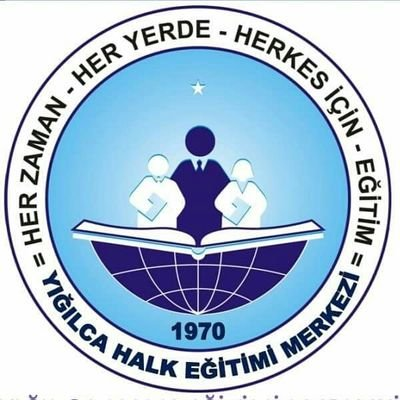 = HER ZAMAN - HER YERDE - HERKES İÇİN - EĞİTİM =
1970
YIĞILCA HALK EĞİTİMİ MERKEZİ